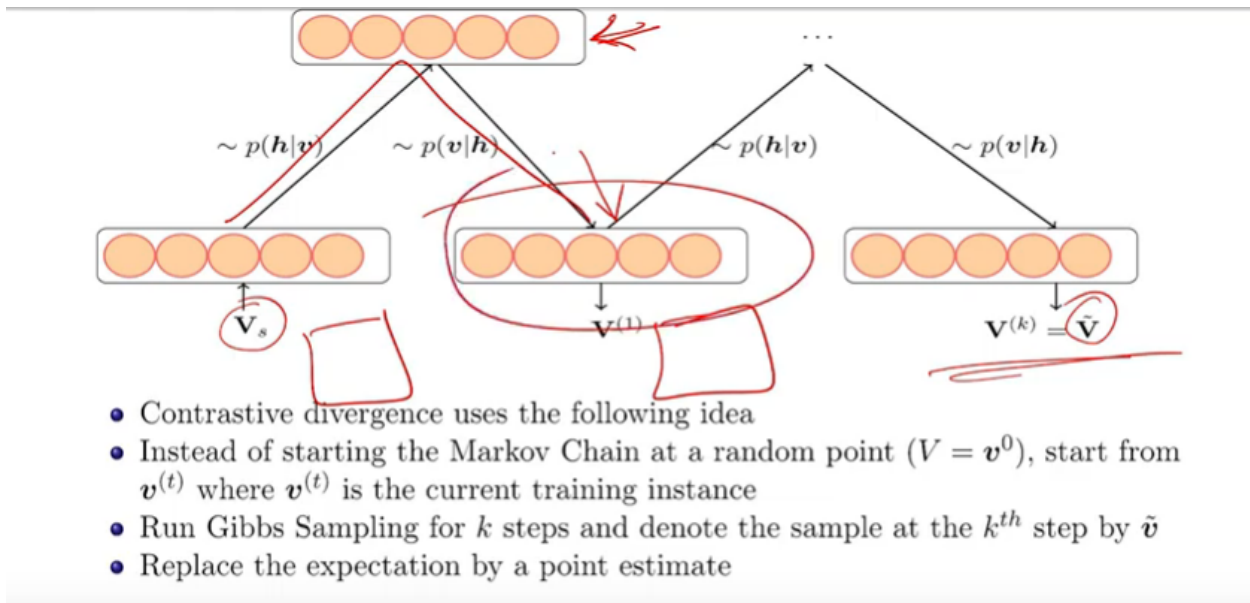 ...
∼ p(h|v) ∼ p(v|h) ∼ p(h|v) ∼ p(v|h)
V_s V^(1) V^(k) = Ṽ
• Contrastive divergence uses the following idea
• Instead of starting the Markov Chain at a random point (V = v^0), start from
v^(t) where v^(t) is the current training instance
• Run Gibbs Sampling for k steps and denote the sample at the k^th step by ṽ
• Replace the expectation by a point estimate